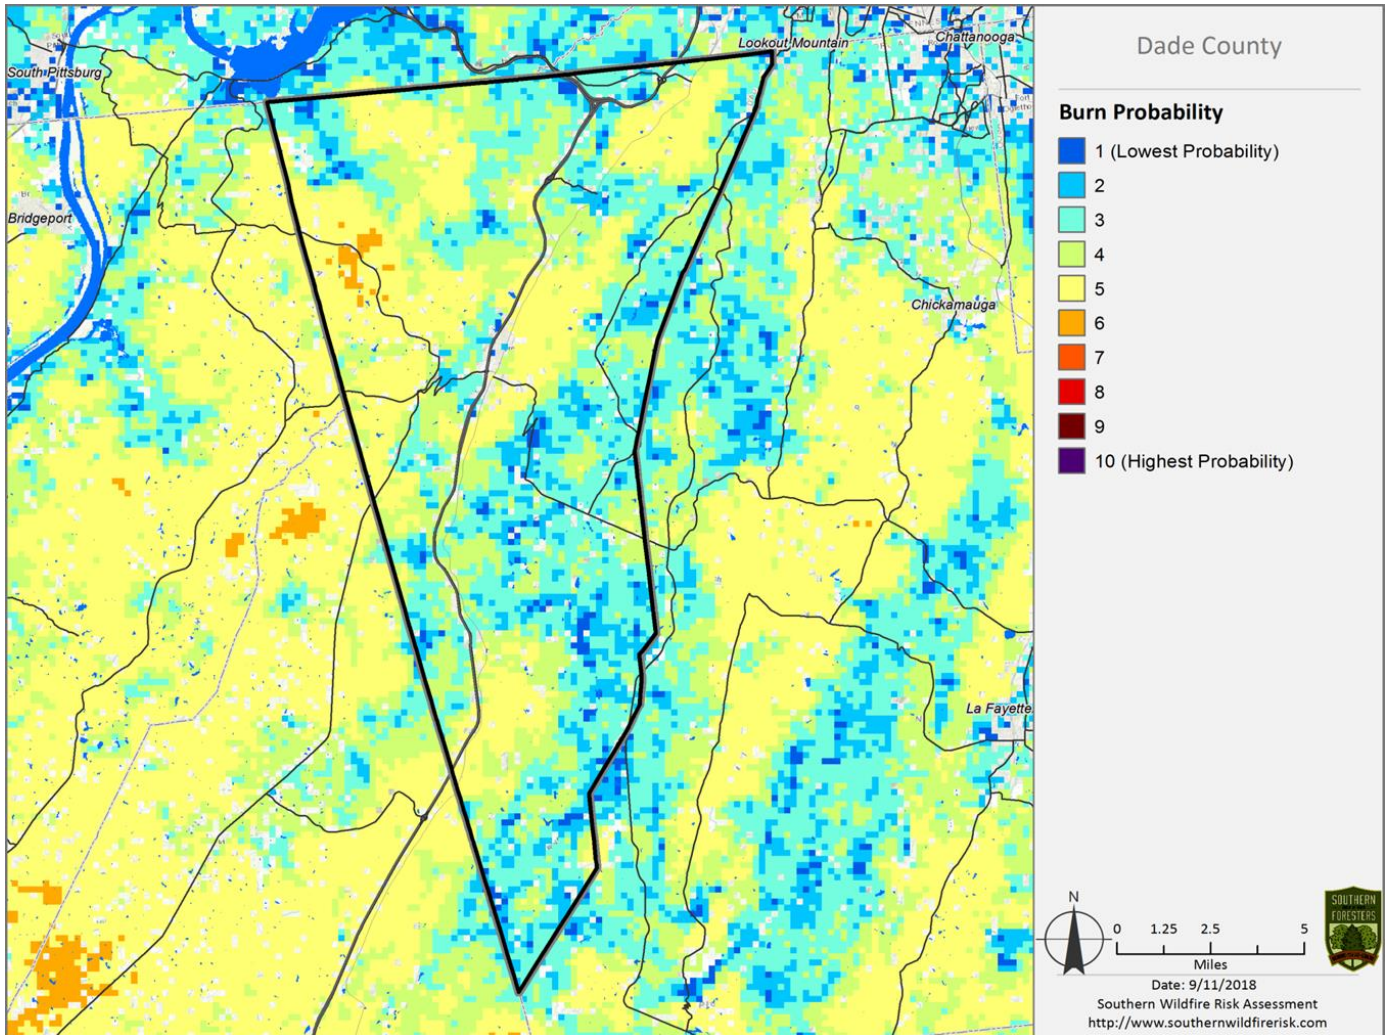 Lookout Mountain
Chattanooga
South Pittsburg
Bridgeport
Chickamauga
La Fayette
Dade County
Burn Probability
1 (Lowest Probability)
2
3
4
5
6
7
8
9
10 (Highest Probability)
N
0 1.25 2.5 5
Miles
SOUTHERN
FORESTERS
Date: 9/11/2018
Southern Wildfire Risk Assessment
http://www.southernwildfirerisk.com